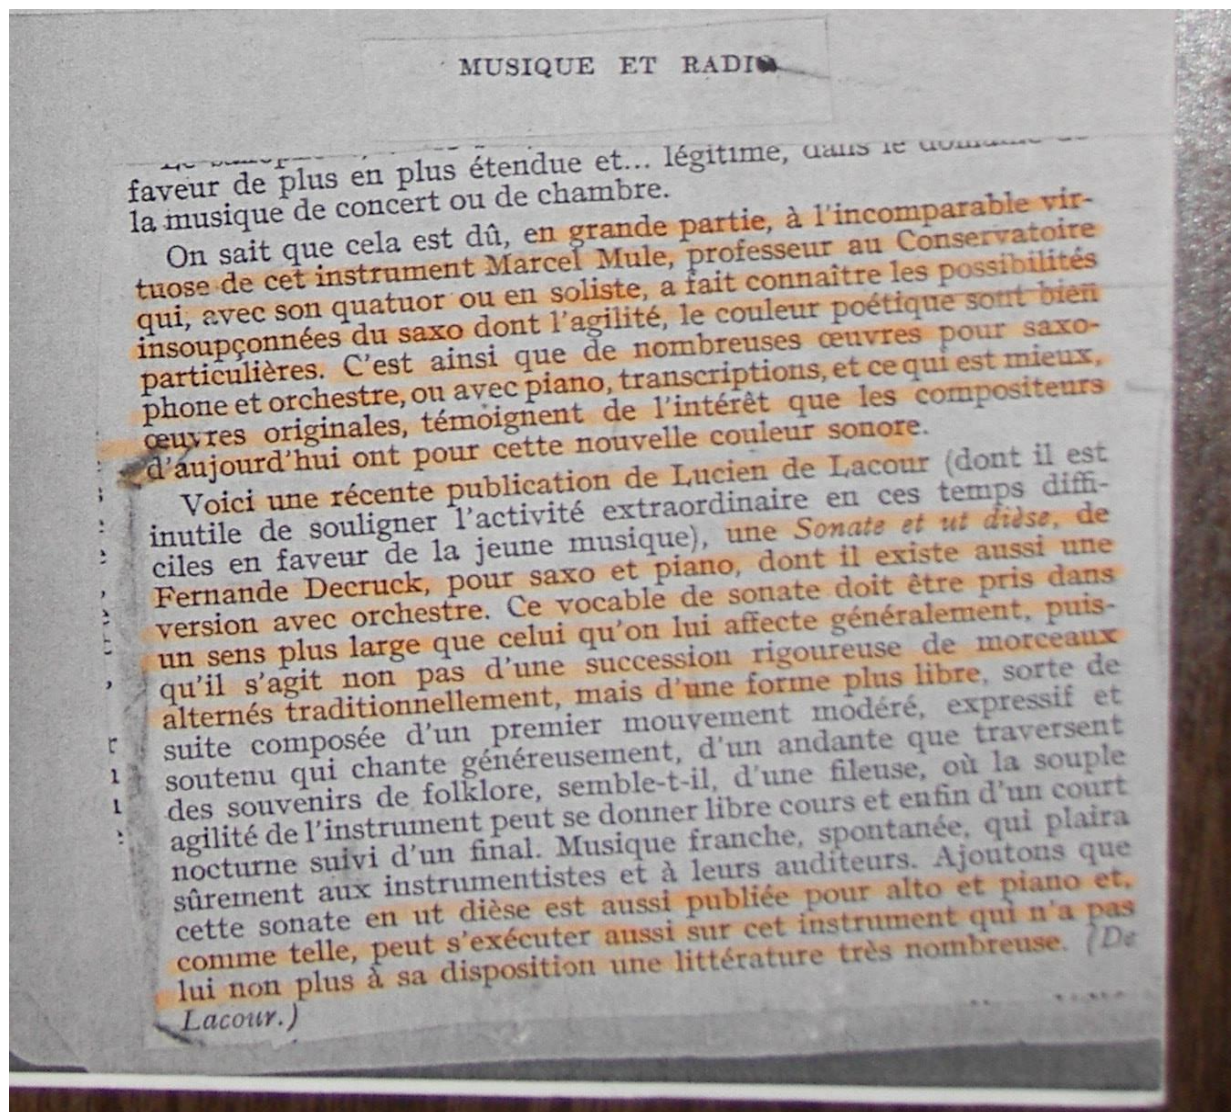 MUSIQUE ET RADIO
faveur de plus en plus étendue et... légitime, dans le
la musique de concert ou de chambre.
On sait que cela est dû, en grande partie, à l'incomparable vir-
tuose de cet instrument Marcel Mule, professeur au Conservatoire
qui, avec son quatuor ou en soliste, a fait connaître les possibilités
insoupçonnées du saxo dont l'agilité, le couleur poétique sont bien
particulières. C'est ainsi que de nombreuses œuvres pour saxo-
phone et orchestre, ou avec piano, transcriptions, et ce qui est mieux,
œuvres originales, témoignent de l'intérêt que les compositeurs
d'aujourd'hui ont pour cette nouvelle couleur sonore.
Voici une récente publication de Lucien de Lacour (dont il est
inutile de souligner l'activité extraordinaire en ces temps diffi-
ciles en faveur de la jeune musique), une Sonate et ut dièse, de
Fernande Decruck, pour saxo et piano, dont il existe aussi une
version avec orchestre. Ce vocable de sonate doit être pris dans
un sens plus large que celui qu'on lui affecte généralement, puis-
qu'il s'agit non pas d'une succession rigoureuse de morceaux
alternés traditionnellement, mais d'une forme plus libre, sorte de
suite composée d'un premier mouvement modéré, expressif et
soutenu qui chante généreusement, d'un andante que traversent
des souvenirs de folklore, semble-t-il, d'une fileuse, où la souple
agilité de l'instrument peut se donner libre cours et enfin d'un court
nocturne suivi d'un final. Musique franche, spontanée, qui plaira
sûrement aux instrumentistes et à leurs auditeurs. Ajoutons que
cette sonate en ut dièse est aussi publiée pour alto et piano et,
comme telle, peut s'exécuter aussi sur cet instrument qui n'a pas
lui non plus à sa disposition une littérature très nombreuse. (De
Lacour.)